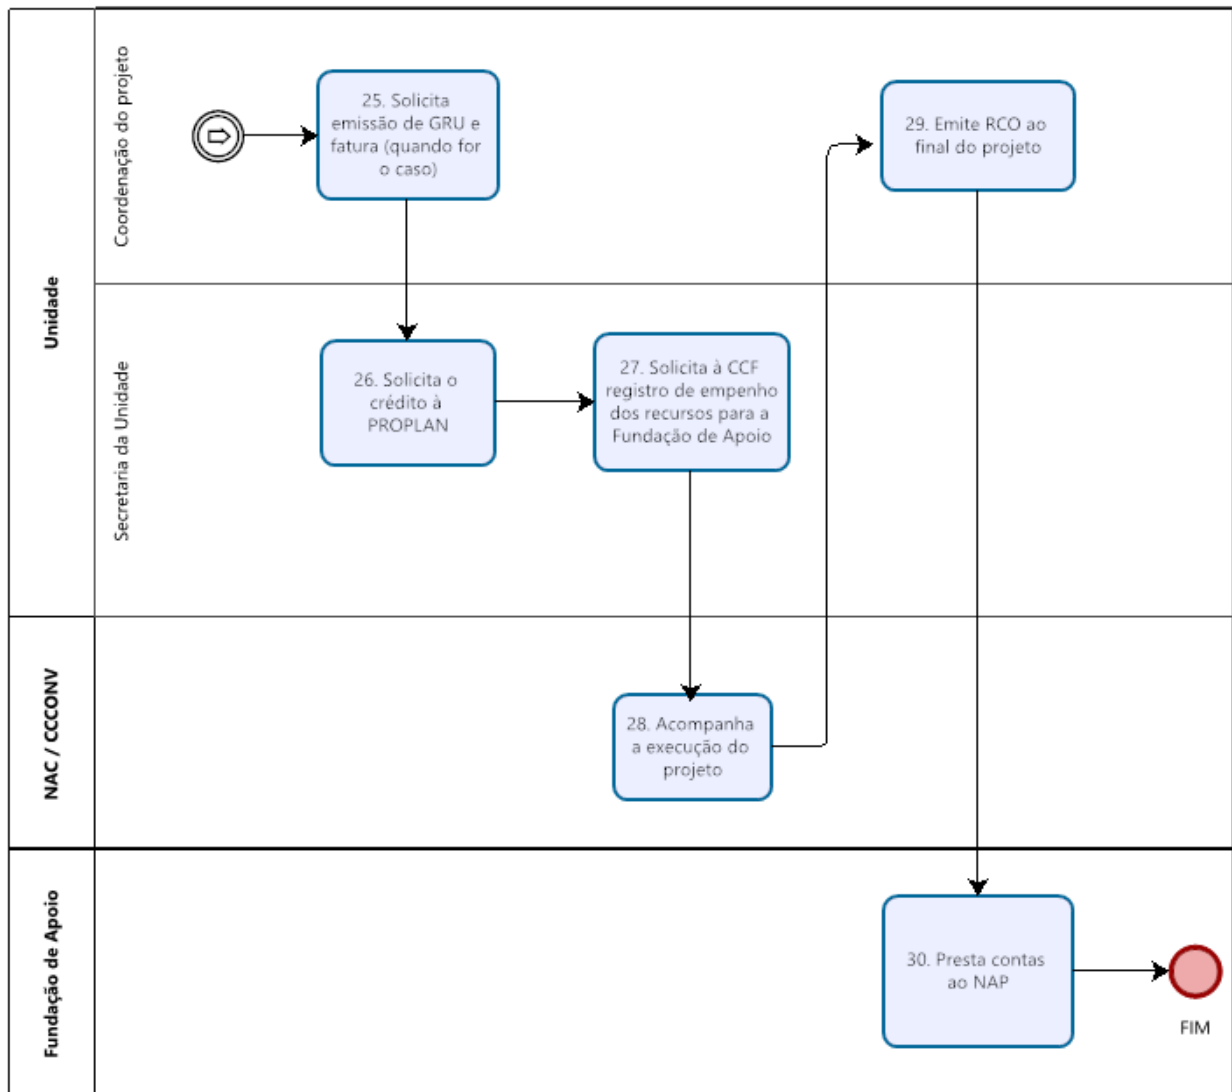 Unidade
Coordenação do projeto
25. Solicita
emissão de GRU e
fatura (quando for
o caso)
29. Emite RCO ao
final do projeto
Secretaria da Unidade
26. Solicita o
crédito à
PROPLAN
27. Solicita à CCF
registro de empenho
dos recursos para a
Fundação de Apoio
NAC / CCCONV
28. Acompanha
a execução do
projeto
Fundação de Apoio
30. Presta contas
ao NAP
FIM